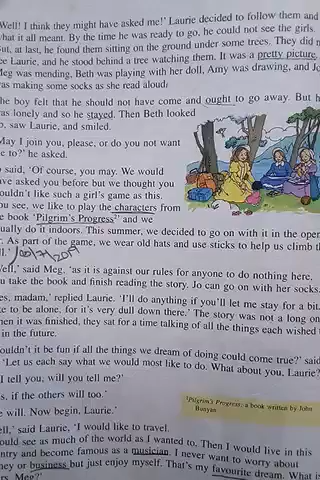 Well! I think they might have asked me!' Laurie decided to follow them and
what it all meant. By the time he was ready to go, he could not see the girls.
But, at last, he found them sitting on the ground under some trees. They did n
ee Laurie, and he stood behind a tree watching them. It was a pretty picture.
Meg was mending, Beth was playing with her doll, Amy was drawing, and Jo
was making some socks as she read aloud.
he boy felt that he should not have come and ought to go away. But h
as lonely and so he stayed. Then Beth looked
p, saw Laurie, and smiled.
May I join you, please, or do you not want
e to?' he asked.
o said, 'Of course, you may. We would
ave asked you before but we thought you
ouldn't like such a girl's game as this.
ou see, we like to play the characters from
e book 'Pilgrim's Progress' and we
ually do it indoors. This summer, we decided to go on with it in the open
r. As part of the game, we wear old hats and use sticks to help us climb th
ll.'
Well,' said Meg, 'as it is against our rules for anyone to do nothing here,
u take the book and finish reading the story. Jo can go on with her socks.
es, madam,' replied Laurie. 'I'll do anything if you'll let me stay for a bit.
te to be alone, for it's very dull down there.' The story was not a long on
hen it was finished, they sat for a time talking of all the things each wished
in the future.
ouldn't it be fun if all the things we dream of doing could come true?' said
'Let us each say what we would most like to do. What about you, Laurie?
I tell you, will you tell me?'
s, if the others will too.'
e will. Now begin, Laurie.'
Pilgrim's Progress: a book written by John
Bunyan
ell,' said Laurie, 'I would like to travel.
ould see as much of the world as I wanted to. Then I would live in this
ntry and become famous as a musician. I never want to worry about
ney or business but just enjoy myself. That's my favourite dream. What is
rs, Meg?'